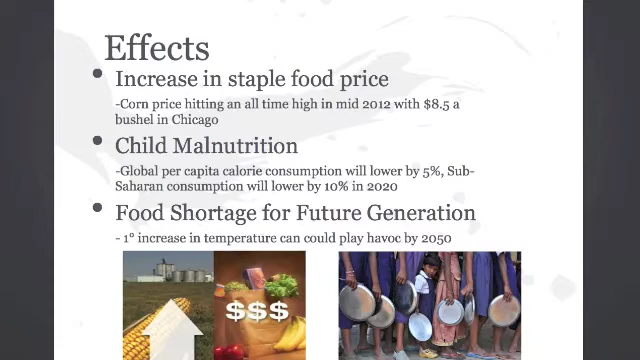 Effects
• Increase in staple food price
-Corn price hitting an all time high in mid 2012 with $8.5 a
bushel in Chicago
• Child Malnutrition
-Global per capita calorie consumption will lower by 5%, Sub-
Saharan consumption will lower by 10% in 2020
• Food Shortage for Future Generation
- 1° increase in temperature can could play havoc by 2050
$$$